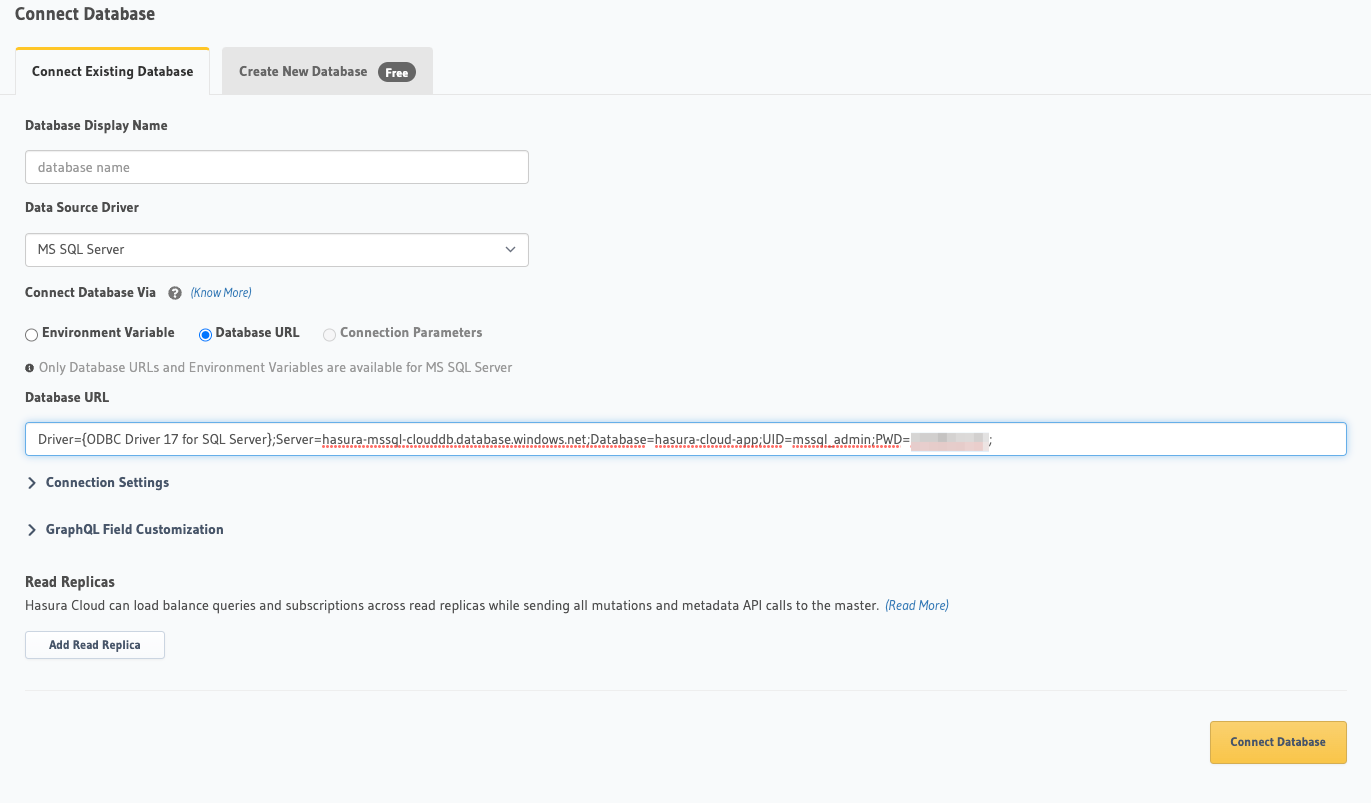 Connect Database
Connect Existing Database
Create New Database Free
Database Display Name
database name
Data Source Driver
MS SQL Server
Connect Database Via ? (Know More)
Environment Variable Database URL Connection Parameters
Only Database URLs and Environment Variables are available for MS SQL Server
Database URL
Driver={ODBC Driver 17 for SQL Server};Server=hasura-mssql-clouddb.database.windows.net;Database=hasura-cloud-app;UID=mssql_admin;PWD= ;
Connection Settings
GraphQL Field Customization
Read Replicas
Hasura Cloud can load balance queries and subscriptions across read replicas while sending all mutations and metadata API calls to the master. (Read More)
Add Read Replica
Connect Database